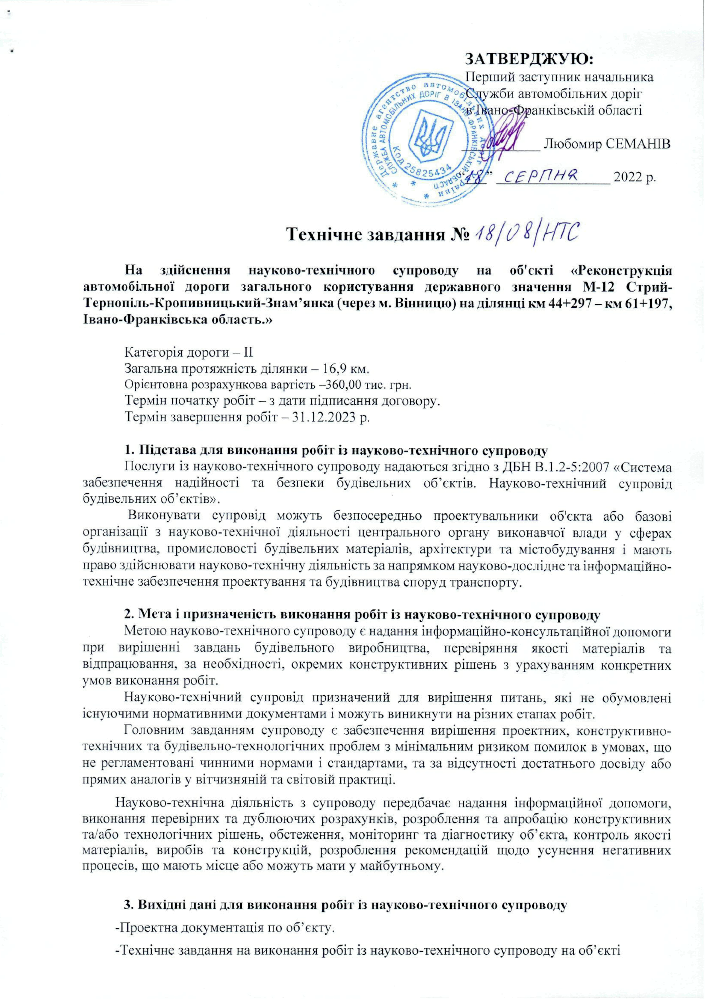 ЗАТВЕРДЖУЮ:
Перший заступник начальника
Служби автомобільних доріг
в Івано-Франківській області
Любомир СЕМАНІВ
“18” СЕРПНЯ 2022 р.
Державне агентство автомобільних доріг України
СЛУЖБА АВТОМОБІЛЬНИХ ДОРІГ В ІВАНО-ФРАНКІВСЬКІЙ ОБЛАСТІ
Код 25825434
Технічне завдання № 18/08/НТС
На здійснення науково-технічного супроводу на об'єкті «Реконструкція
автомобільної дороги загального користування державного значення М-12 Стрий-
Тернопіль-Кропивницький-Знам’янка (через м. Вінницю) на ділянці км 44+297 – км 61+197,
Івано-Франківська область.»
Категорія дороги – II
Загальна протяжність ділянки – 16,9 км.
Орієнтовна розрахункова вартість –360,00 тис. грн.
Термін початку робіт – з дати підписання договору.
Термін завершення робіт – 31.12.2023 р.
1. Підстава для виконання робіт із науково-технічного супроводу
Послуги із науково-технічного супроводу надаються згідно з ДБН В.1.2-5:2007 «Система
забезпечення надійності та безпеки будівельних об’єктів. Науково-технічний супровід
будівельних об’єктів».
Виконувати супровід можуть безпосередньо проектувальники об'єкта або базові
організації з науково-технічної діяльності центрального органу виконавчої влади у сферах
будівництва, промисловості будівельних матеріалів, архітектури та містобудування і мають
право здійснювати науково-технічну діяльність за напрямком науково-дослідне та інформаційно-
технічне забезпечення проектування та будівництва споруд транспорту.
2. Мета і призначеність виконання робіт із науково-технічного супроводу
Метою науково-технічного супроводу є надання інформаційно-консультаційної допомоги
при вирішенні завдань будівельного виробництва, перевіряння якості матеріалів та
відпрацювання, за необхідності, окремих конструктивних рішень з урахуванням конкретних
умов виконання робіт.
Науково-технічний супровід призначений для вирішення питань, які не обумовлені
існуючими нормативними документами і можуть виникнути на різних етапах робіт.
Головним завданням супроводу є забезпечення вирішення проектних, конструктивно-
технічних та будівельно-технологічних проблем з мінімальним ризиком помилок в умовах, що
не регламентовані чинними нормами і стандартами, та за відсутності достатнього досвіду або
прямих аналогів у вітчизняній та світовій практиці.
Науково-технічна діяльність з супроводу передбачає надання інформаційної допомоги,
виконання перевірних та дублюючих розрахунків, розроблення та апробацію конструктивних
та/або технологічних рішень, обстеження, моніторинг та діагностику об’єкта, контроль якості
матеріалів, виробів та конструкцій, розроблення рекомендацій щодо усунення негативних
процесів, що мають місце або можуть мати у майбутньому.
3. Вихідні дані для виконання робіт із науково-технічного супроводу
-Проектна документація по об’єкту.
-Технічне завдання на виконання робіт із науково-технічного супроводу на об’єкті